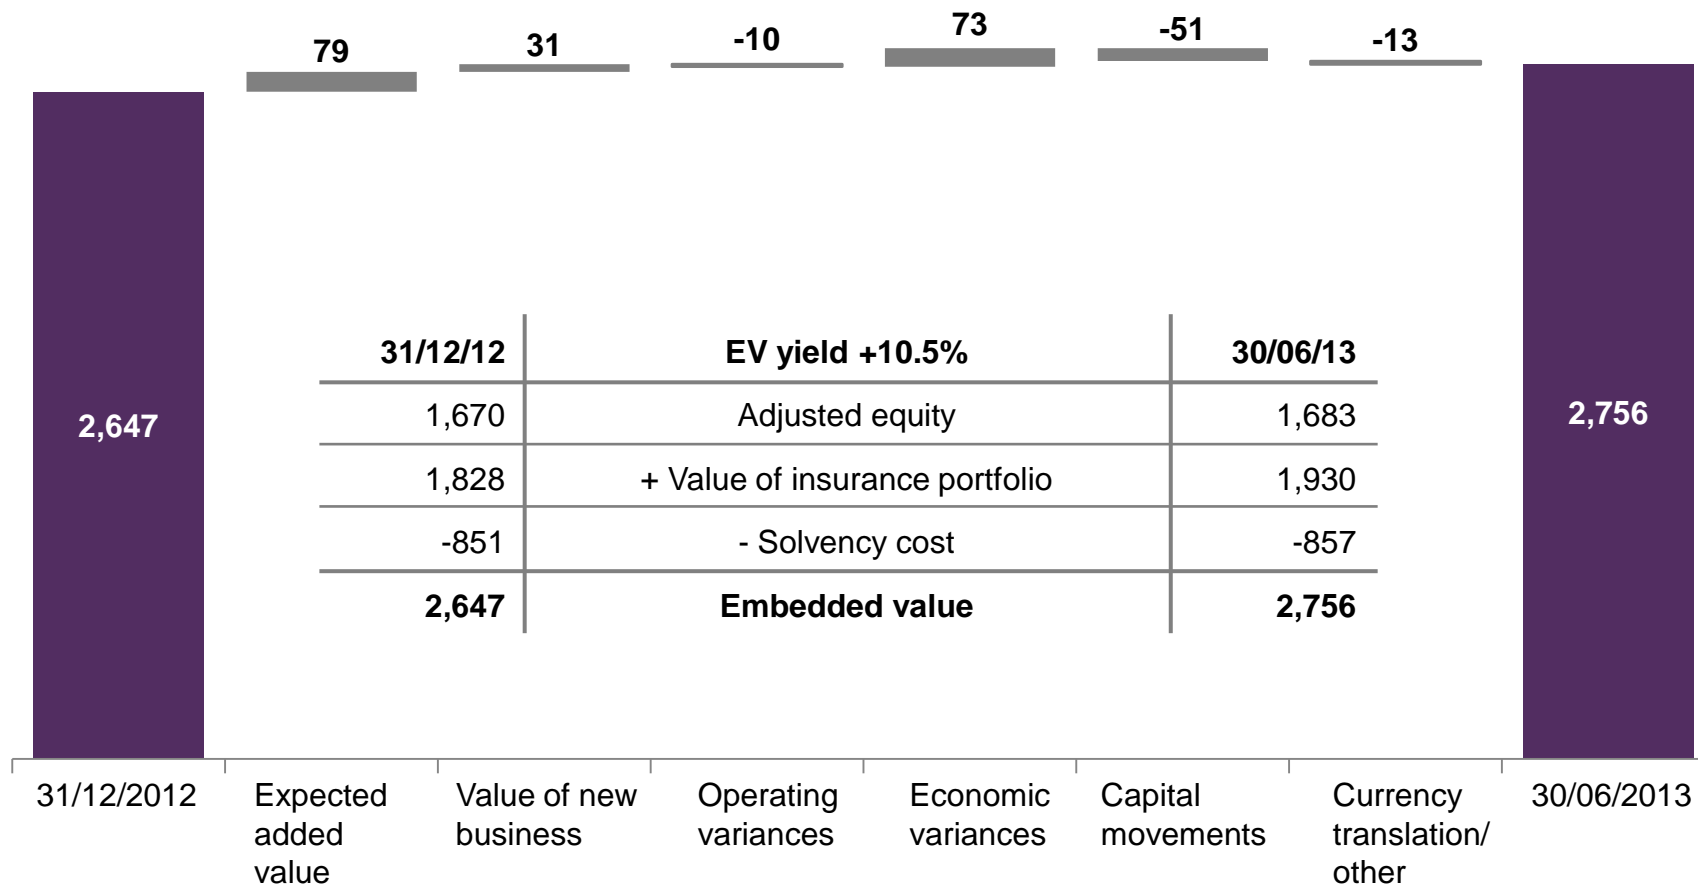 79
31
-10
73
-51
-13
31/12/12 EV yield +10.5% 30/06/13
1,670 Adjusted equity 1,683
1,828 + Value of insurance portfolio 1,930
-851 - Solvency cost -857
2,647 Embedded value 2,756
2,647
2,756
31/12/2012
Expected
added
value
Value of new
business
Operating
variances
Economic
variances
Capital
movements
Currency
translation/
other
30/06/2013